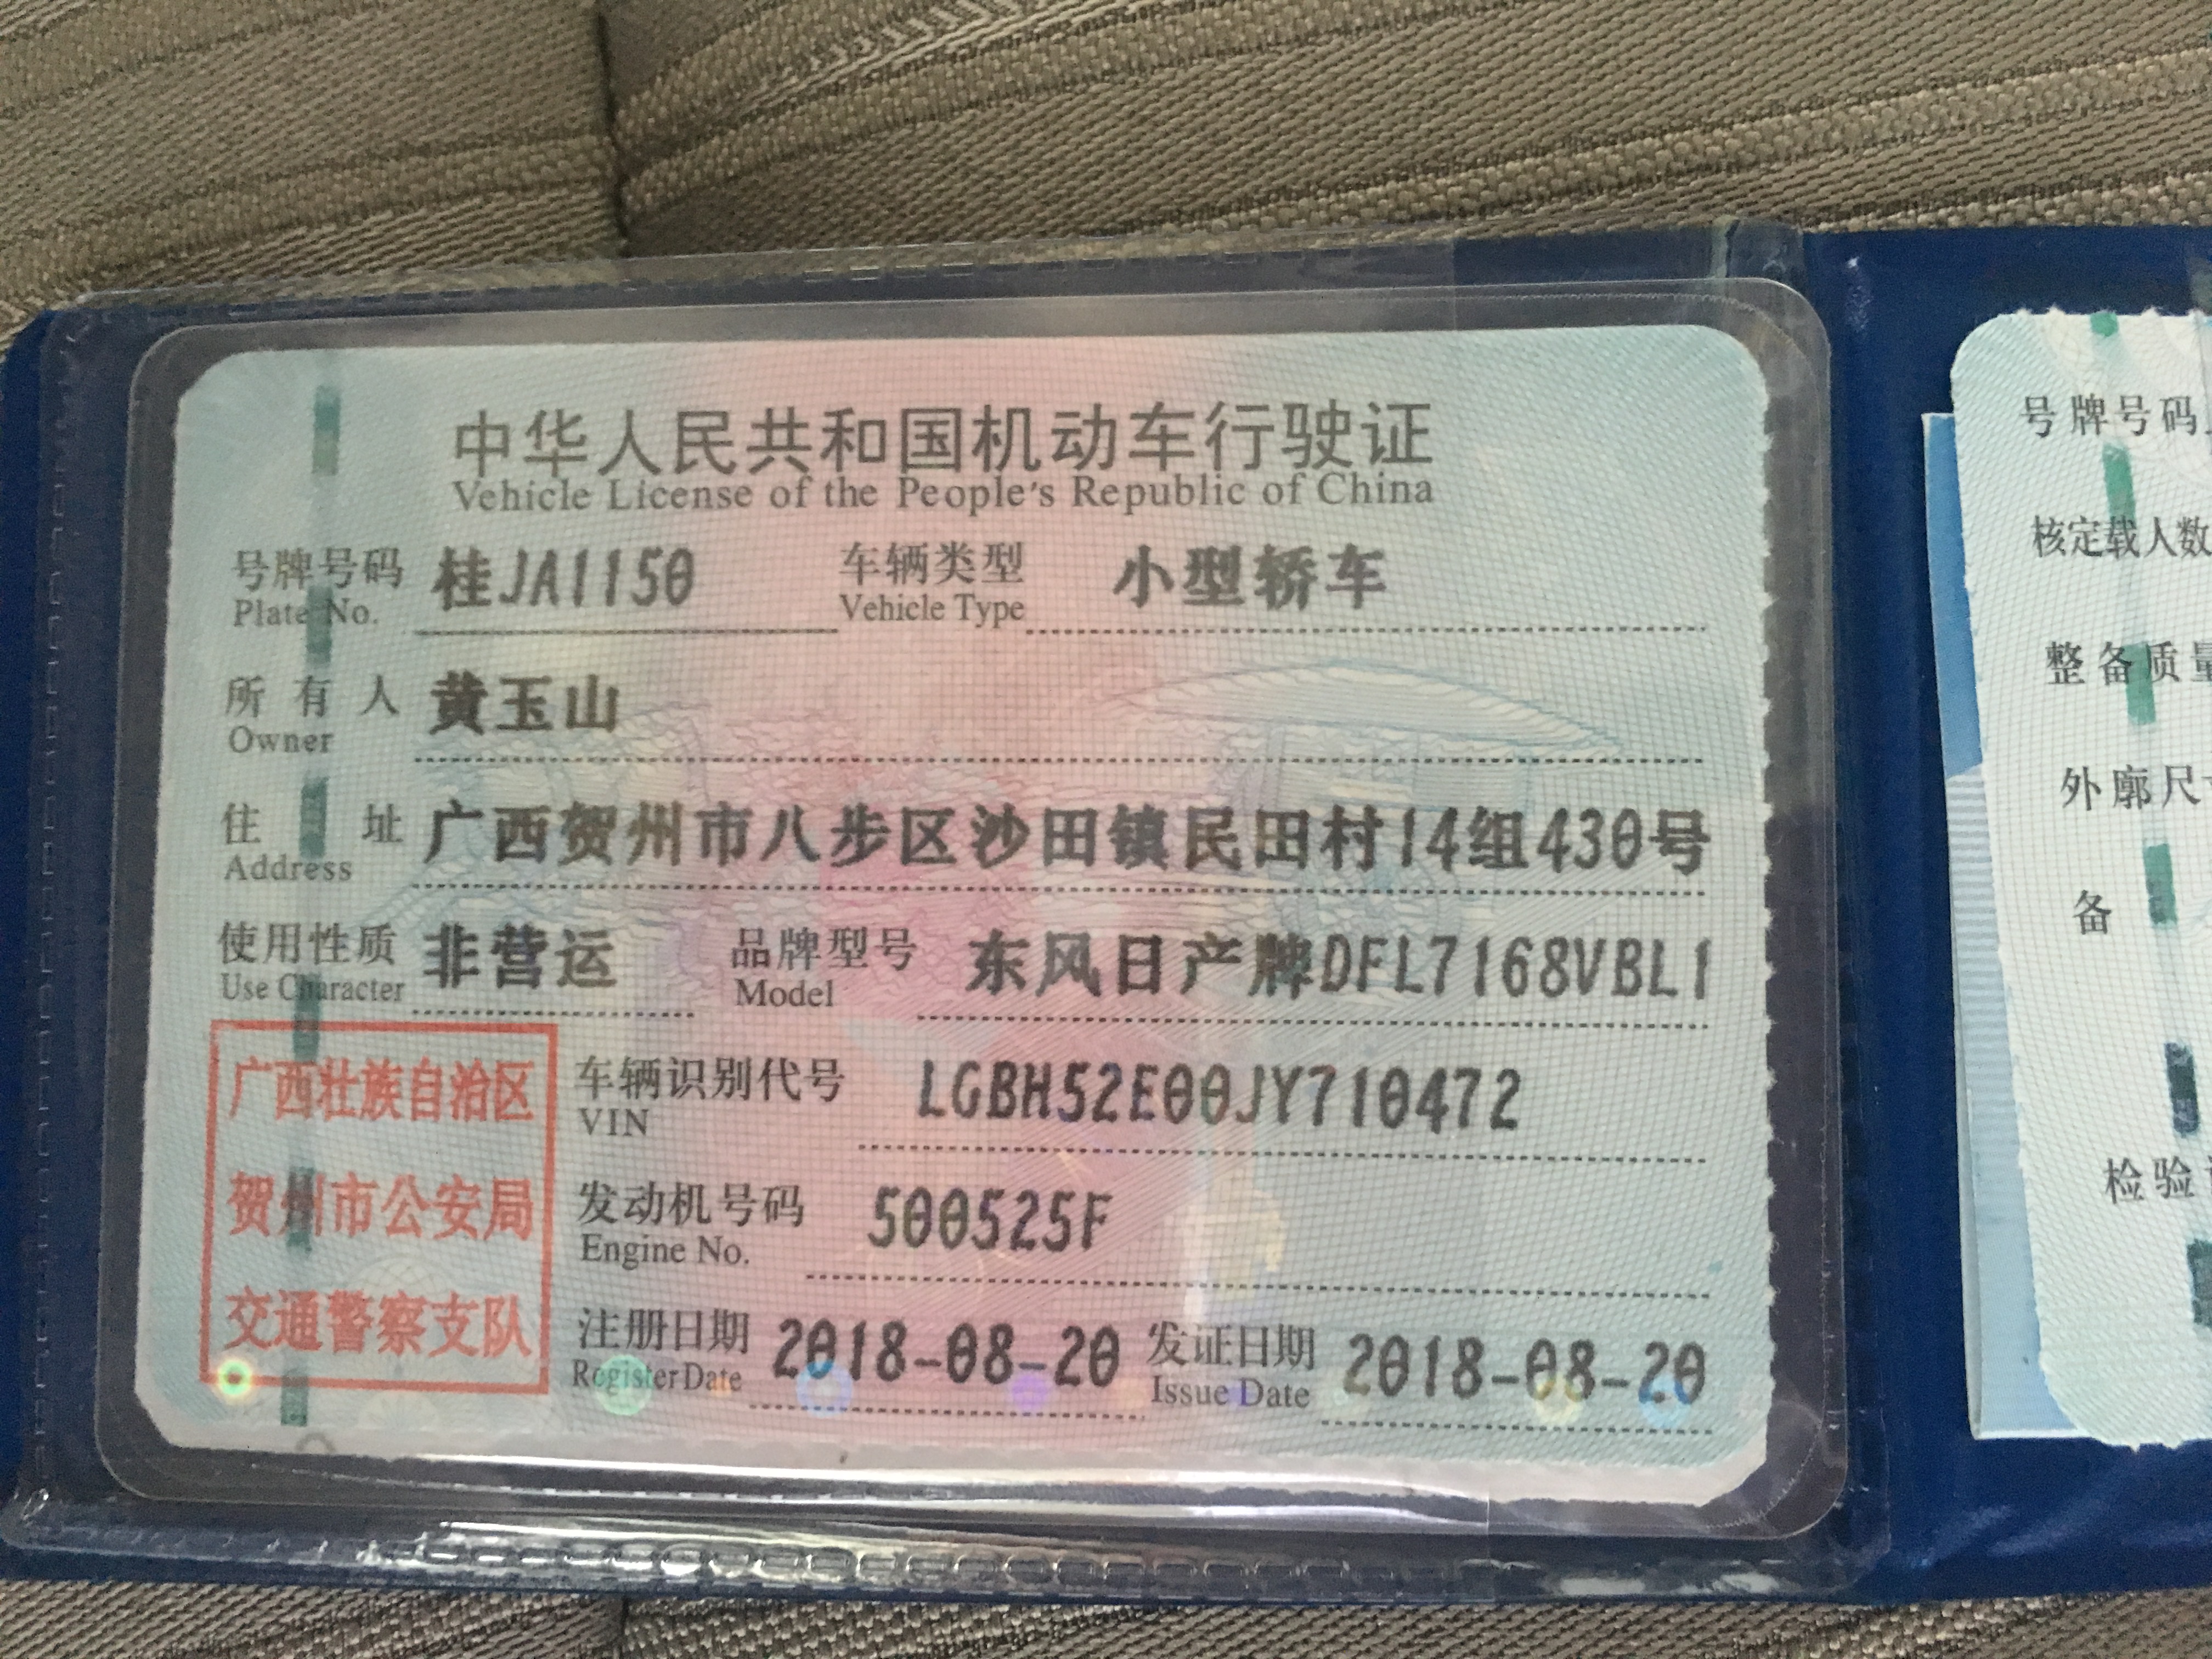 中华人民共和国机动车行驶证
Vehicle License of the People's Republic of China
号牌号码 桂JA1150 车辆类型 小型轿车
Plate No. Vehicle Type
所有人 黄玉山
Owner
住址 广西贺州市八步区沙田镇民田村14组430号
Address
使用性质 非营运 品牌型号 东风日产牌DFL7168VBL1
Use Character Model
广西壮族自治区
贺州市公安局
交通警察支队
车辆识别代号 LGBH52E00JY710472
VIN
发动机号码 500525F
Engine No.
注册日期 2018-08-20 发证日期 2018-08-20
Register Date Issue Date
号牌号码
核定载人数
整备质量
外廓尺
备
检验